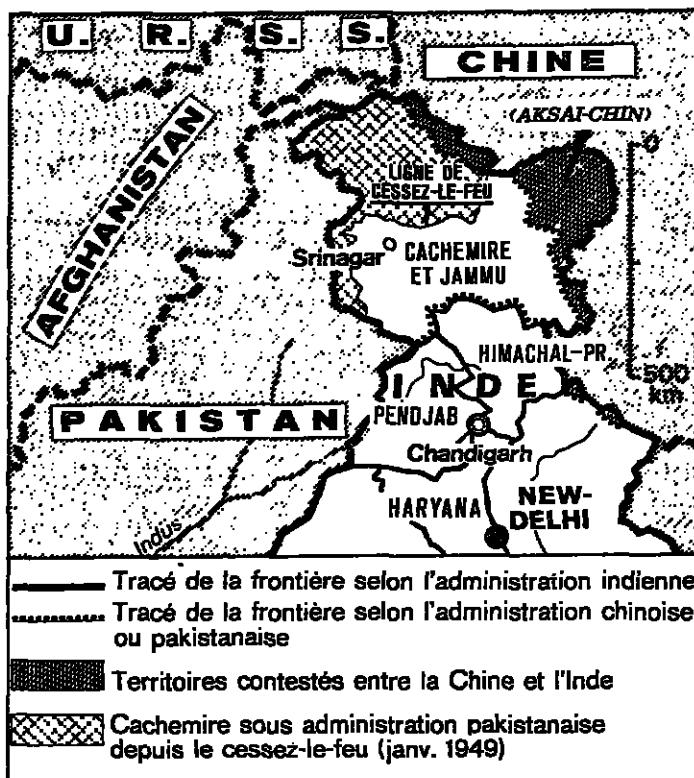 U. R. S. S.
CHINE
(AKSAI-CHIN)
0
AFGHANISTAN
LIGNE DE
CESSEZ-LE-FEU
Srinagar
CACHEMIRE
ET JAMMU
HIMACHAL-PR.
INDE
500
km
PAKISTAN
PENDJAB
Chandigarh
Indus
HARYANA
NEW-
DELHI
Tracé de la frontière selon l'administration indienne
Tracé de la frontière selon l'administration chinoise
ou pakistanaise
Territoires contestés entre la Chine et l'Inde
Cachemire sous administration pakistanaise
depuis le cessez-le-feu (janv. 1949)